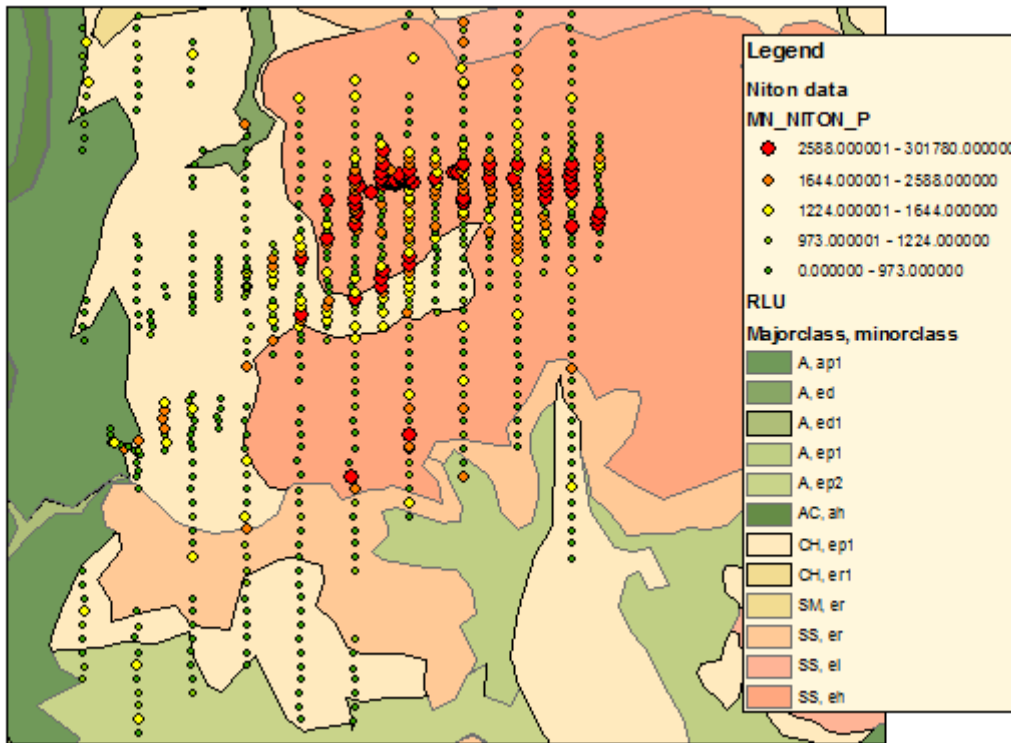 Legend
Niton data
MN_NITON_P
2588.000001 - 301780.000000
1644.000001 - 2588.000000
1224.000001 - 1644.000000
973.000001 - 1224.000000
0.000000 - 973.000000
RLU
Majorclass, minorclass
A, ap1
A, ed
A, ed1
A, ep1
A, ep2
AC, ah
CH, ep1
CH, er1
SM, er
SS, er
SS, el
SS, eh